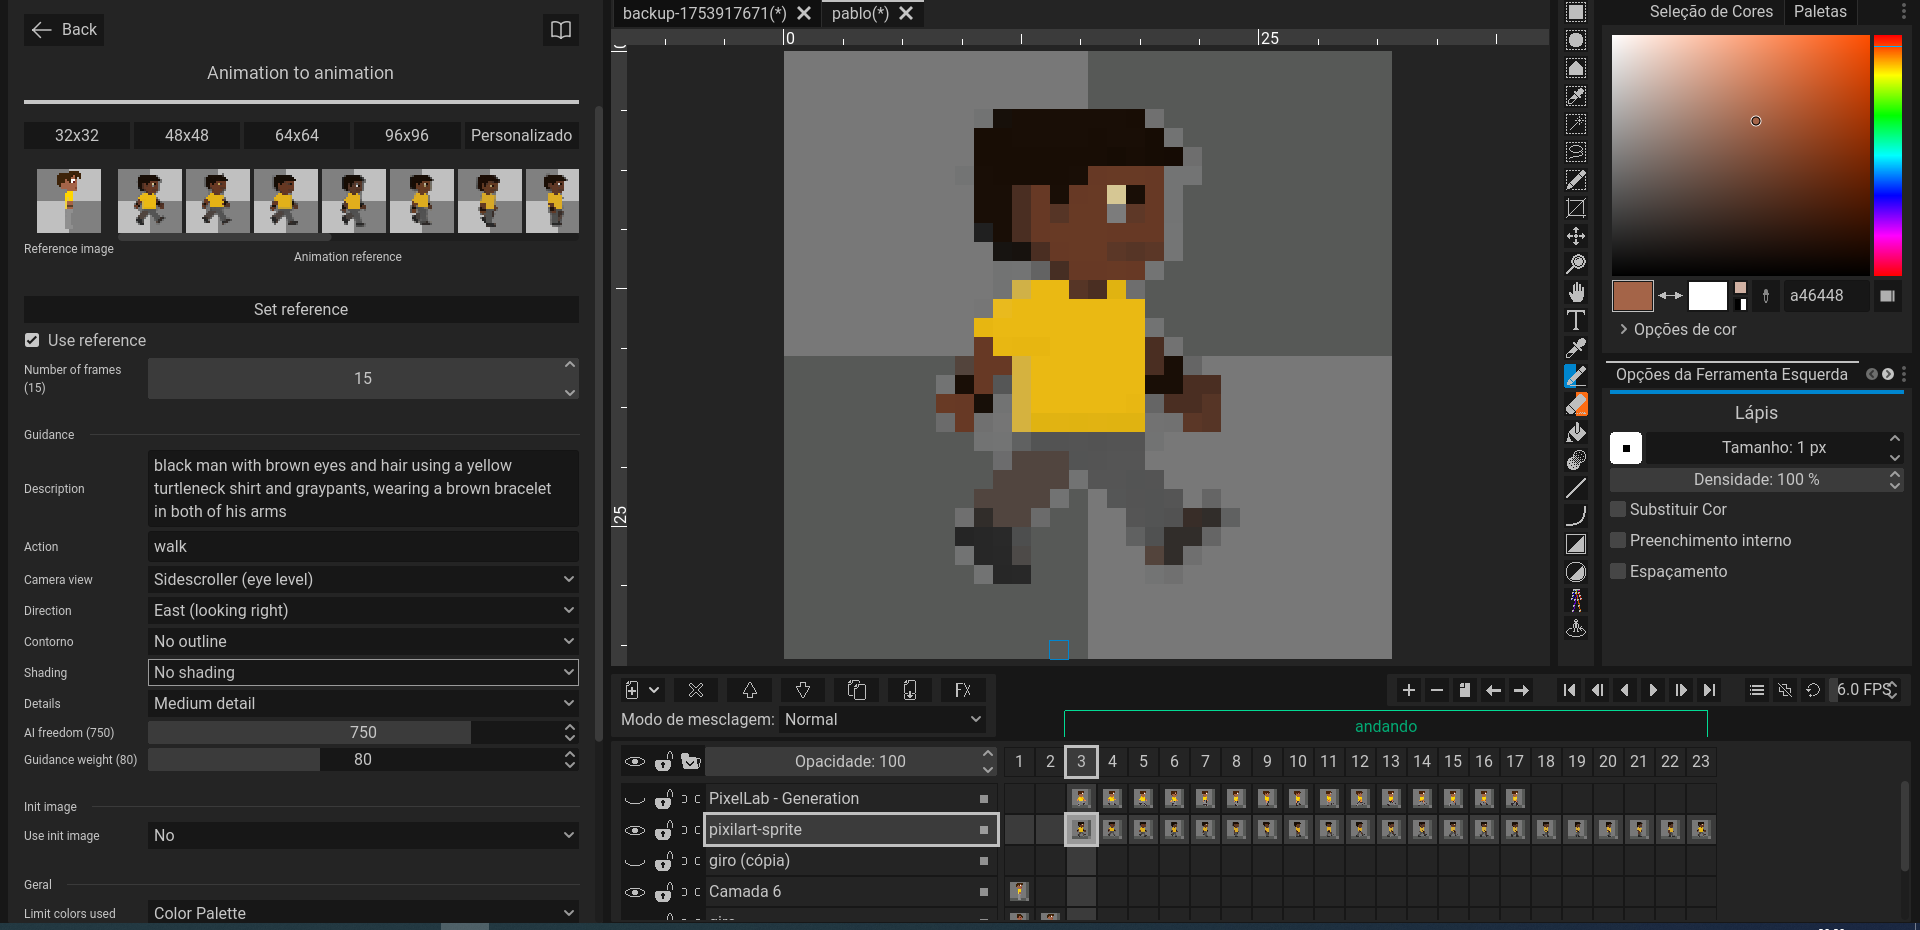 Back
Animation to animation
32x32 48x48 64x64 96x96 Personalizado
Reference image
Animation reference
Set reference
Use reference
Number of frames
(15)
15
Guidance
Description
black man with brown eyes and hair using a yellow
turtleneck shirt and graypants, wearing a brown bracelet
in both of his arms
Action walk
Camera view Sidescroller (eye level)
Direction East (looking right)
Contorno No outline
Shading No shading
Details Medium detail
AI freedom (750) 750
Guidance weight (80) 80
Init image
Use init image No
Geral
Limit colors used Color Palette
backup-1753917671(*) pablo(*)
0 25
25
Modo de mesclagem: Normal
FX
6.0 FPS
andando
Opacidade: 100
1 2 3 4 5 6 7 8 9 10 11 12 13 14 15 16 17 18 19 20 21 22 23
PixelLab - Generation
pixilart-sprite
giro (cópia)
Camada 6
giro
Seleção de Cores Paletas
a46448
Opções de cor
Opções da Ferramenta Esquerda
Lápis
Tamanho: 1 px
Densidade: 100 %
Substituir Cor
Preenchimento interno
Espaçamento